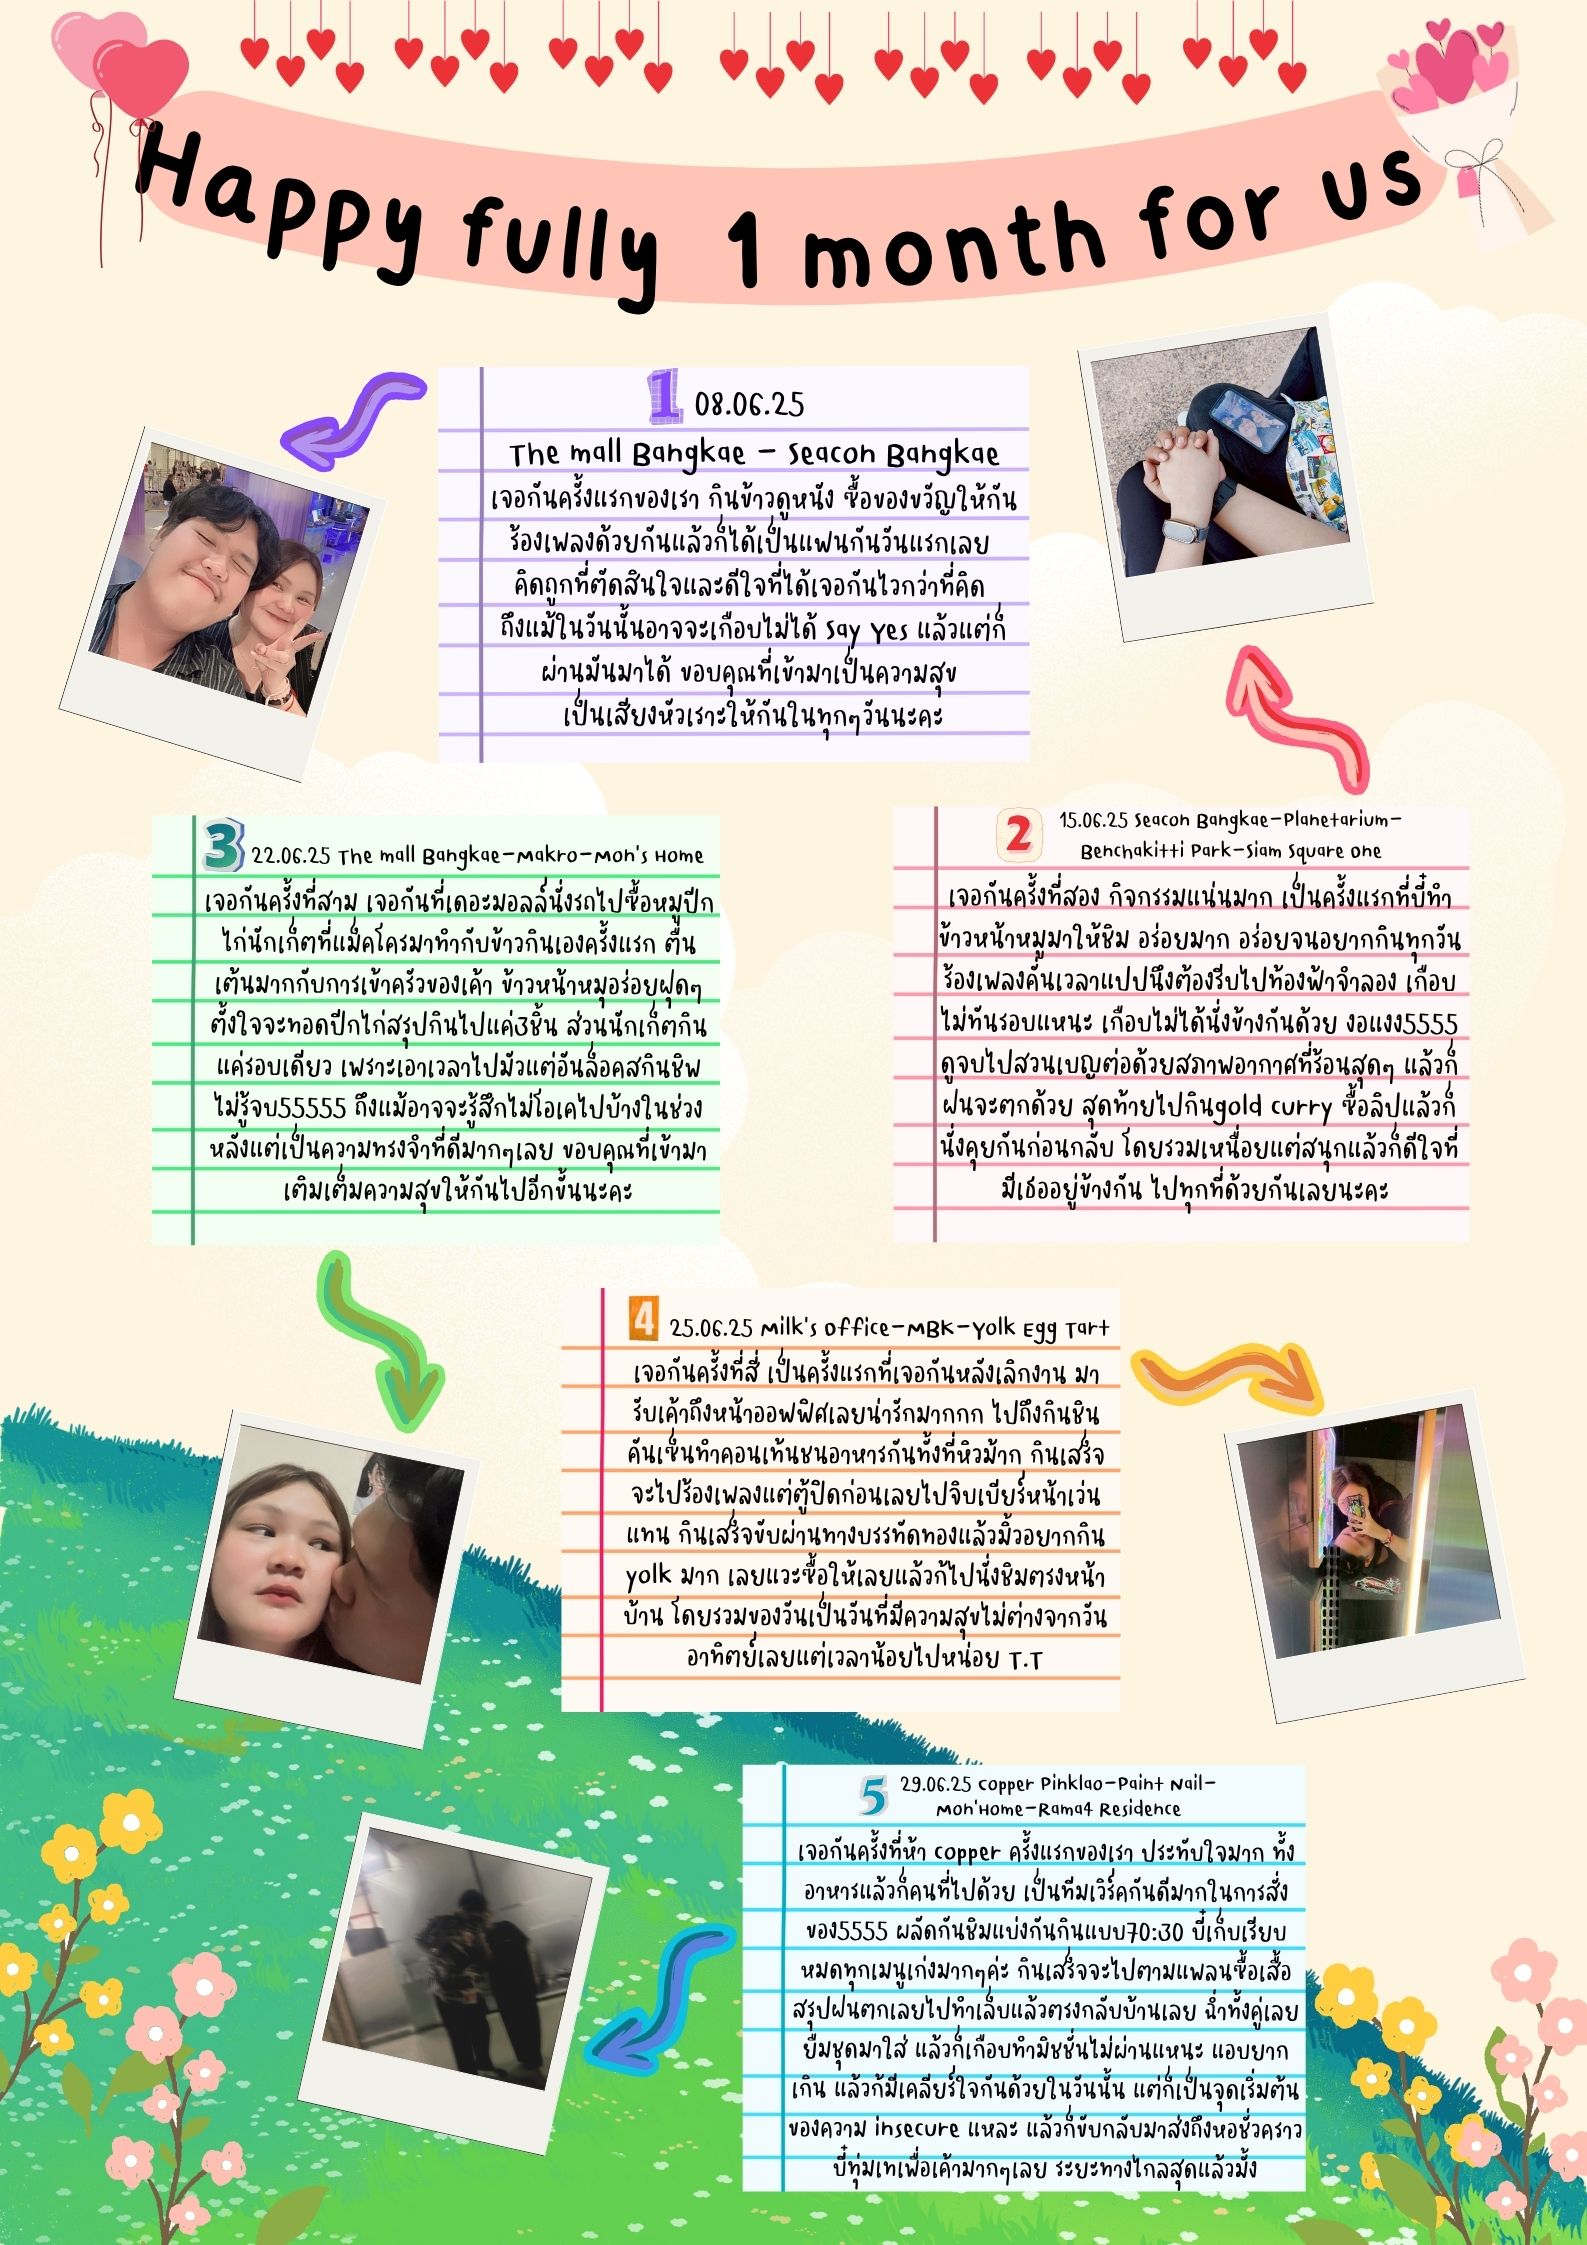 Happy fully 1 month for us
1 08.06.25
The mall Bangkae - Seacon Bangkae
เจอกันครั้งแรกของเรา กินข้าวดูหนัง ซื้อของขวัญให้กัน
ร้องเพลงด้วยกันแล้วก็ได้เป็นแฟนกันวันแรกเลย
คิดถูกที่ตัดสินใจและดีใจที่ได้เจอกันไวกว่าที่คิด
ถึงแม้ในวันนั้นอาจจะเกือบไม่ได้ Say Yes แล้วแต่ก็
ผ่านมันมาได้ ขอบคุณที่เข้ามาเป็นความสุข
เป็นเสียงหัวเราะให้กันในทุกๆวันนะคะ
2 15.06.25 Seacon Bangkae-Planetarium-
Benchakitti Park-Siam Square One
เจอกันครั้งที่สอง กิจกรรมแน่นมาก เป็นครั้งแรกที่บี๋ทำ
ข้าวหน้าหมูมาให้ชิม อร่อยมาก อร่อยจนอยากกินทุกวัน
ร้องเพลงคั่นเวลาแปปนึงต้องรีบไปท้องฟ้าจำลอง เกือบ
ไม่ทันรอบแหนะ เกือบไม่ได้นั่งข้างกันด้วย งอแงง5555
ดูจบไปสวนเบญต่อด้วยสภาพอากาศที่ร้อนสุดๆ แล้วก็
ฝนจะตกด้วย สุดท้ายไปกินgold curry ซื้อลิปแล้วก็
นั่งคุยกันก่อนกลับ โดยรวมเหนื่อยแต่สนุกแล้วก็ดีใจที่
มีเธออยู่ข้างกัน ไปทุกที่ด้วยกันเลยนะคะ
3 22.06.25 The mall Bangkae-Makro-Mon's Home
เจอกันครั้งที่สาม เจอกันที่เดอะมอลล์นั่งรถไปซื้อหมูปีก
ไก่นักเก็ตที่แม็คโครมาทำกับข้าวกินเองครั้งแรก ตื่น
เต้นมากกับการเข้าครัวของเค้า ข้าวหน้าหมูอร่อยฝุดๆ
ตั้งใจจะทอดปีกไก่สรุปกินไปแค่3ชิ้น ส่วนนักเก็ตกิน
แค่รอบเดียว เพราะเอาเวลาไปมัวแต่อันล็อคสกินชิพ
ไม่รู้จบ55555 ถึงแม้อาจจะรู้สึกไม่โอเคไปบ้างในช่วง
หลังแต่เป็นความทรงจำที่ดีมากๆเลย ขอบคุณที่เข้ามา
เติมเต็มความสุขให้กันไปอีกขั้นนะคะ
4 25.06.25 Milk's Office-MBK-Yolk Egg Tart
เจอกันครั้งที่สี่ เป็นครั้งแรกที่เจอกันหลังเลิกงาน มา
รับเค้าถึงหน้าออฟฟิศเลยน่ารักมากกก ไปถึงกินชิน
คันเซ็นทำคอนเท้นชนอาหารกันทั้งที่หิวม้าก กินเสร็จ
จะไปร้องเพลงแต่ตู้ปิดก่อนเลยไปจิบเบียร์หน้าเว่น
แทน กินเสร็จขับผ่านทางบรรทัดทองแล้วมิ้วอยากกิน
yolk มาก เลยแวะซื้อให้เลยแล้วก้ไปนั่งชิมตรงหน้า
บ้าน โดยรวมของวันเป็นวันที่มีความสุขไม่ต่างจากวัน
อาทิตย์เลยแต่เวลาน้อยไปหน่อย T.T
5 29.06.25 Copper Pinklao-Paint Nail-
Mon'Home-Rama4 Residence
เจอกันครั้งที่ห้า copper ครั้งแรกของเรา ประทับใจมาก ทั้ง
อาหารแล้วก็คนที่ไปด้วย เป็นทีมเวิร์คกันดีมากในการสั่ง
ของ5555 ผลัดกันชิมแบ่งกันกินแบบ70:30 บี๋เก็บเรียบ
หมดทุกเมนูเก่งมากๆค่ะ กินเสร็จจะไปตามแพลนซื้อเสื้อ
สรุปฝนตกเลยไปทำเล็บแล้วตรงกลับบ้านเลย ฉ่ำทั้งคู่เลย
ยืมชุดมาใส่ แล้วก็เกือบทำมิชชั่นไม่ผ่านแหนะ แอบยาก
เกิน แล้วก้มีเคลียร์ใจกันด้วยในวันนั้น แต่ก็เป็นจุดเริ่มต้น
ของความ insecure แหละ แล้วก็ขับกลับมาส่งถึงหอชั่วคราว
บี๋ทุ่มเทเพื่อเค้ามากๆเลย ระยะทางไกลสุดแล้วมั้ง